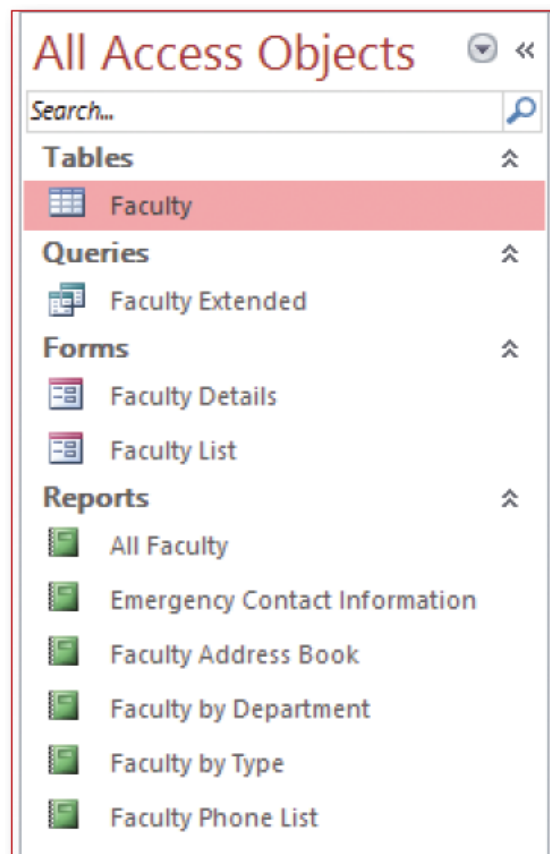 All Access Objects
Search...
Tables
Faculty
Queries
Faculty Extended
Forms
Faculty Details
Faculty List
Reports
All Faculty
Emergency Contact Information
Faculty Address Book
Faculty by Department
Faculty by Type
Faculty Phone List